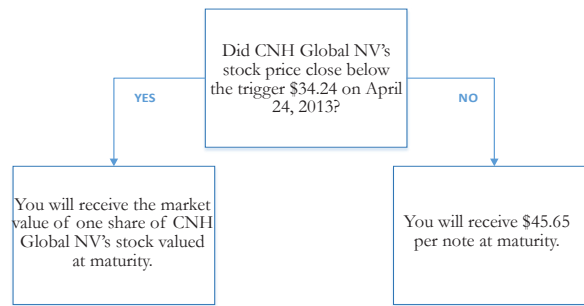 Did CNH Global NV's
stock price close below
the trigger $34.24 on April
24, 2013?
YES
NO
You will receive the market
value of one share of CNH
Global NV's stock valued
at maturity.
You will receive $45.65
per note at maturity.